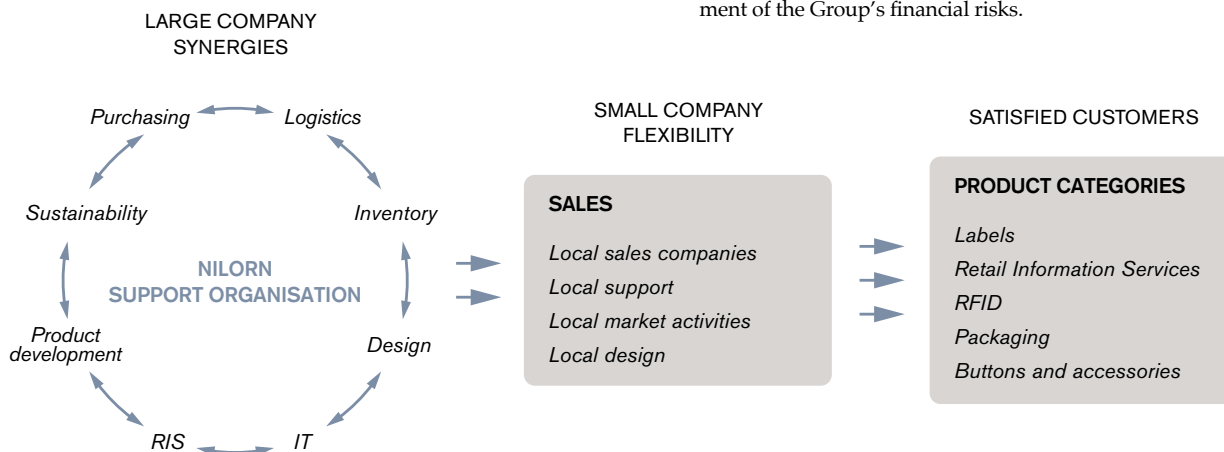 ment of the Group’s financial risks.
LARGE COMPANY
SYNERGIES
Purchasing
Logistics
Sustainability
Inventory
NILORN
SUPPORT ORGANISATION
Product
development
Design
RIS
IT
SMALL COMPANY
FLEXIBILITY
SALES
Local sales companies
Local support
Local market activities
Local design
SATISFIED CUSTOMERS
PRODUCT CATEGORIES
Labels
Retail Information Services
RFID
Packaging
Buttons and accessories